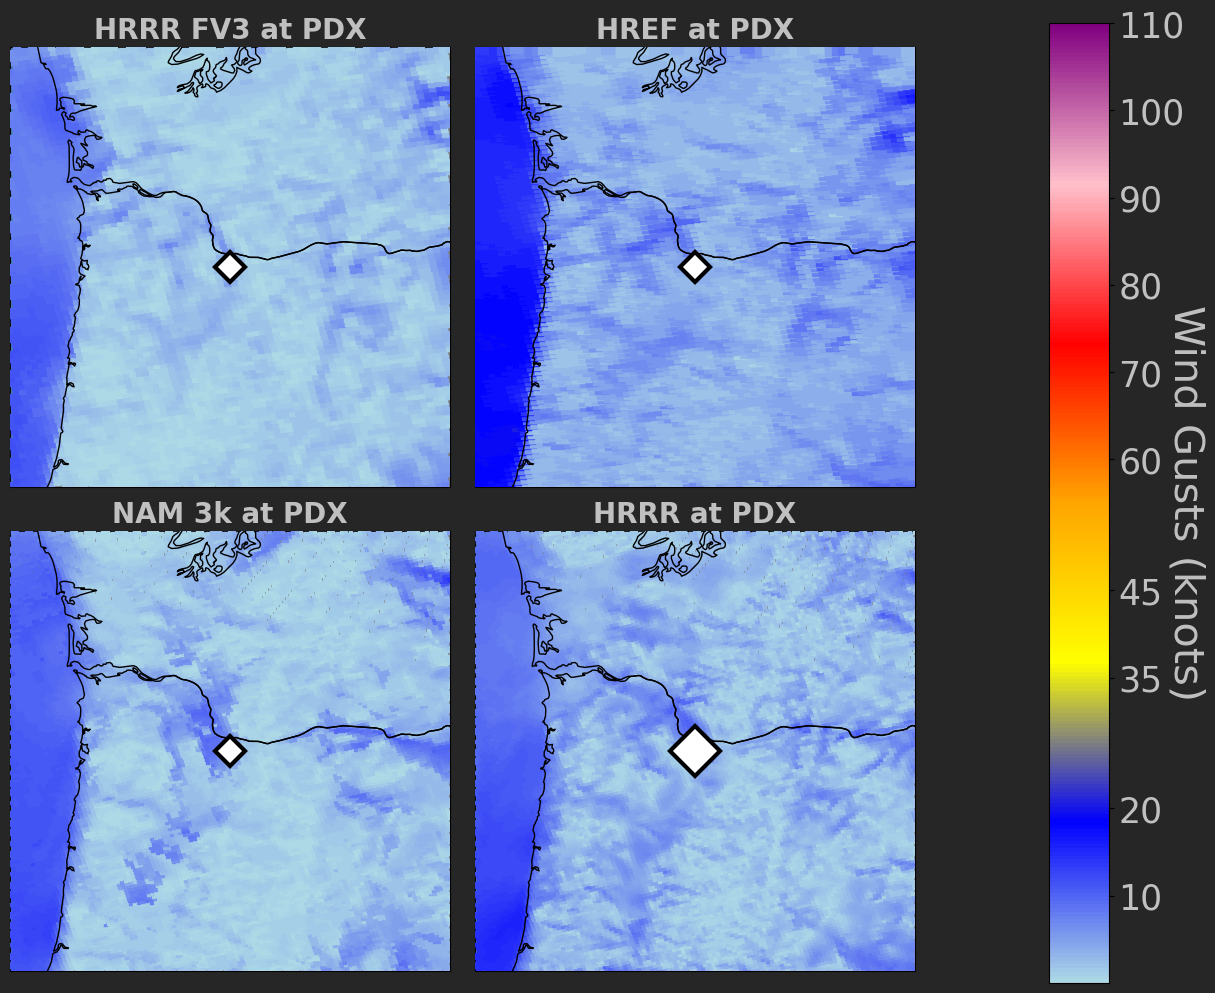 HRRR FV3 at PDX
HREF at PDX
NAM 3k at PDX
HRRR at PDX
110
100
90
80
70
60
45
35
20
10
Wind Gusts (knots)